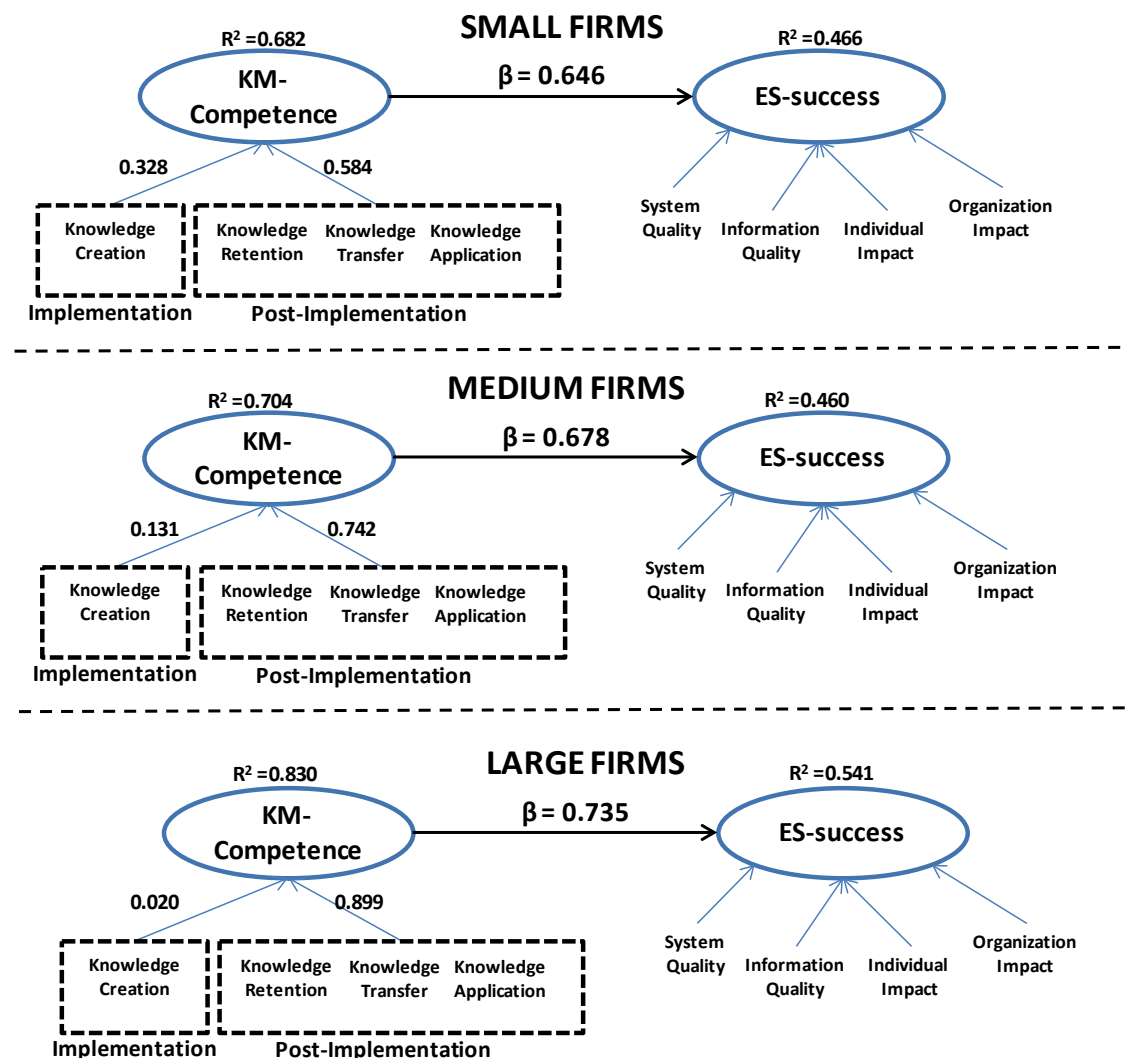 SMALL FIRMS
R² =0.682
R² =0.466
β = 0.646
KM-
Competence
ES-success
0.328
0.584
Knowledge
Creation
Knowledge
Retention
Knowledge
Transfer
Knowledge
Application
System
Quality
Information
Quality
Individual
Impact
Organization
Impact
Implementation
Post-Implementation
MEDIUM FIRMS
R² =0.704
R² =0.460
β = 0.678
KM-
Competence
ES-success
0.131
0.742
Knowledge
Creation
Knowledge
Retention
Knowledge
Transfer
Knowledge
Application
System
Quality
Information
Quality
Individual
Impact
Organization
Impact
Implementation
Post-Implementation
LARGE FIRMS
R² =0.830
R² =0.541
β = 0.735
KM-
Competence
ES-success
0.020
0.899
Knowledge
Creation
Knowledge
Retention
Knowledge
Transfer
Knowledge
Application
System
Quality
Information
Quality
Individual
Impact
Organization
Impact
Implementation
Post-Implementation